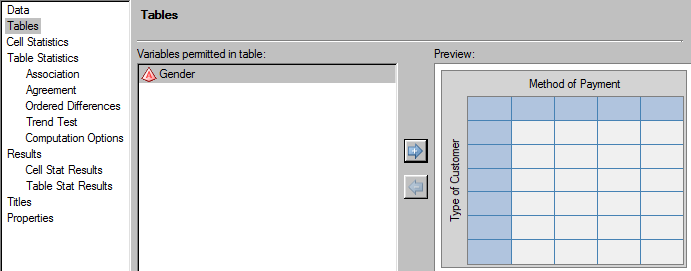 Data
Tables
Cell Statistics
Table Statistics
Association
Agreement
Ordered Differences
Trend Test
Computation Options
Results
Cell Stat Results
Table Stat Results
Titles
Properties
Tables
Variables permitted in table:
Gender
Preview:
Method of Payment
Type of Customer